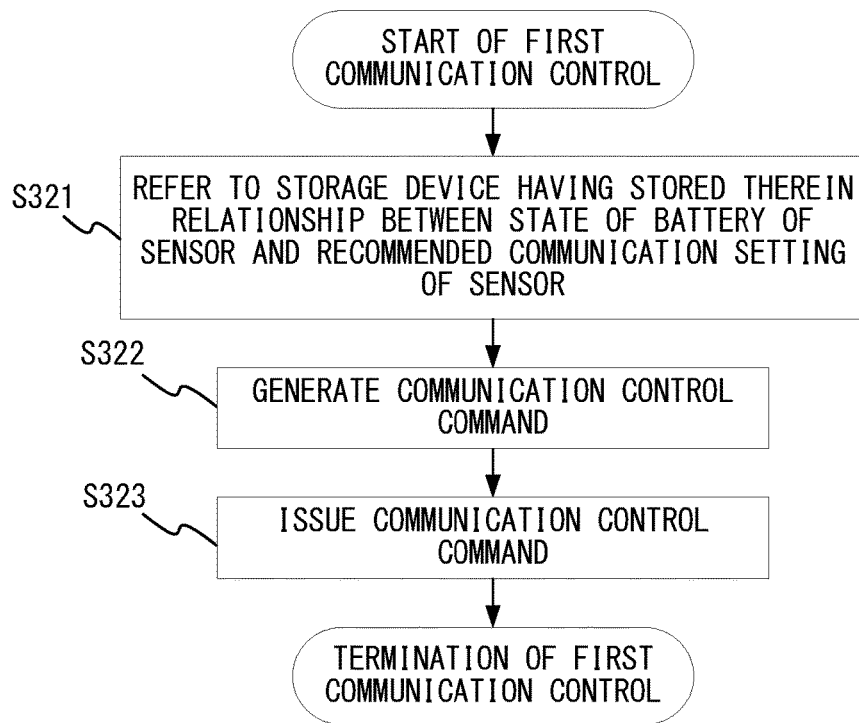 START OF FIRST
COMMUNICATION CONTROL
S321
REFER TO STORAGE DEVICE HAVING STORED THEREIN
RELATIONSHIP BETWEEN STATE OF BATTERY OF
SENSOR AND RECOMMENDED COMMUNICATION SETTING
OF SENSOR
S322
GENERATE COMMUNICATION CONTROL
COMMAND
S323
ISSUE COMMUNICATION CONTROL
COMMAND
TERMINATION OF FIRST
COMMUNICATION CONTROL